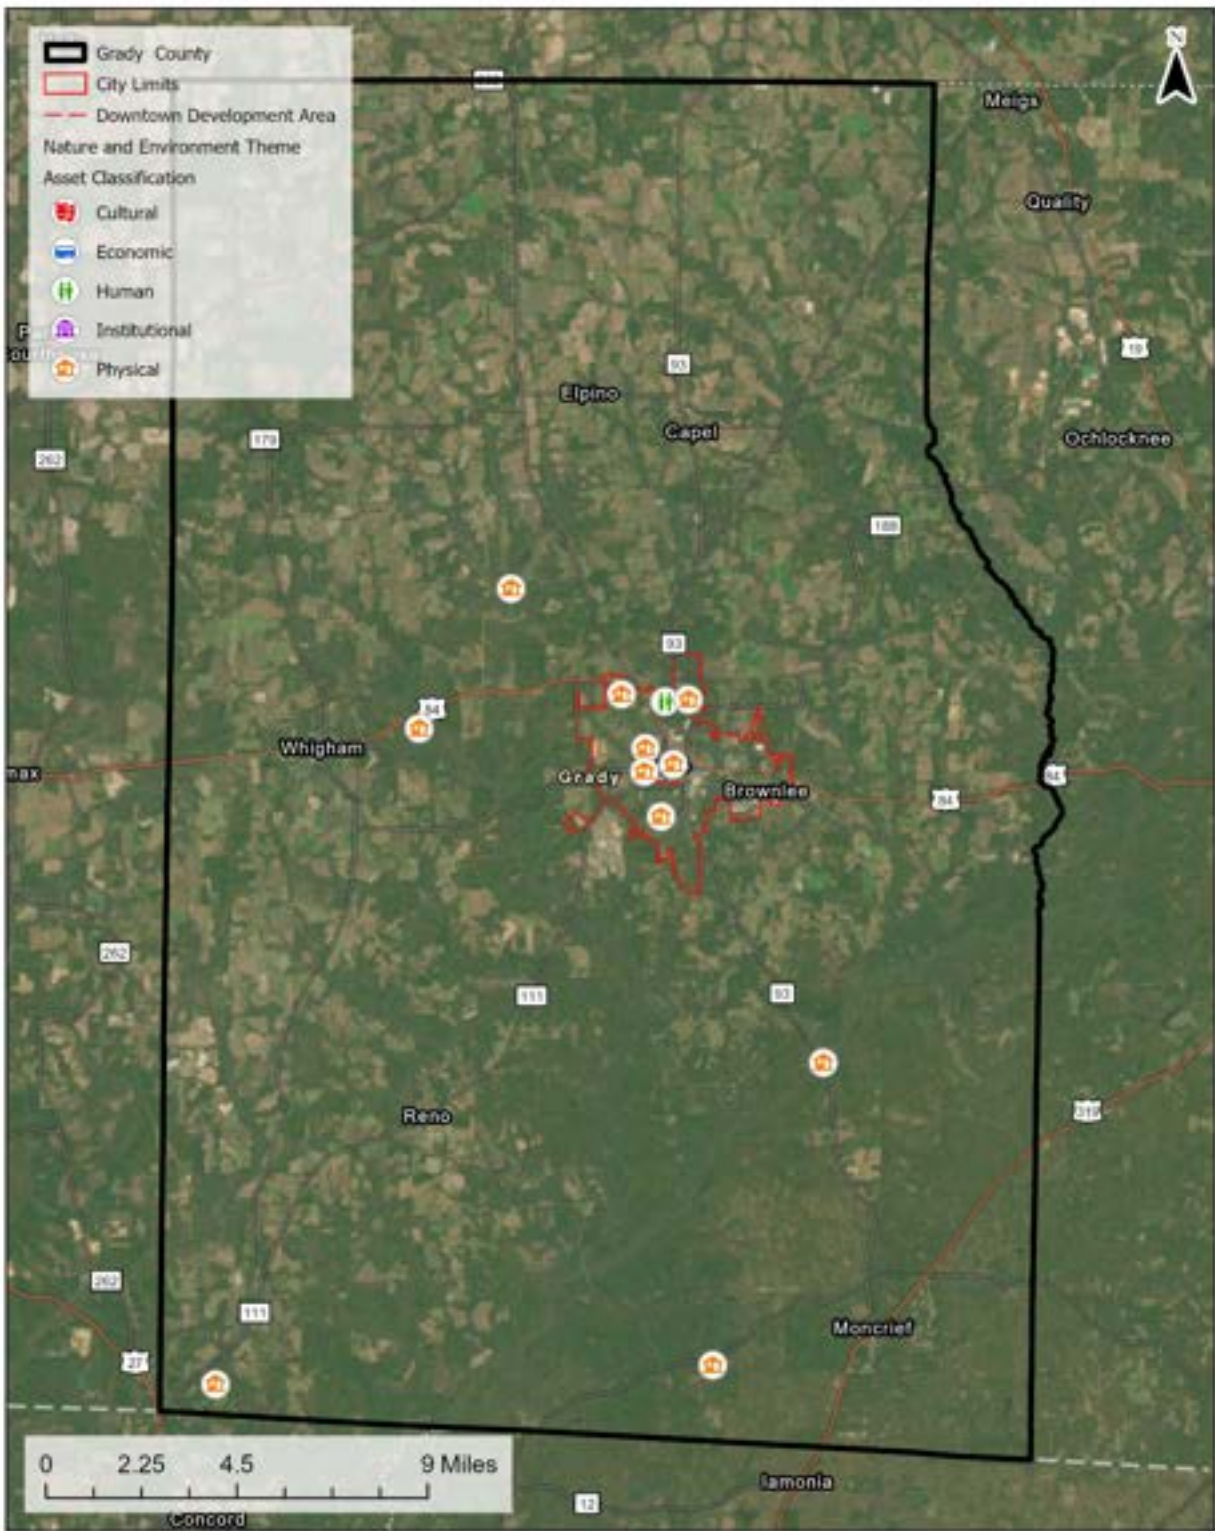 N
Grady County
City Limits
Downtown Development Area
Nature and Environment Theme
Asset Classification
Cultural
Economic
Human
Institutional
Physical
Meigs
Quality
19
93
Elpino
Capel
Ochlocknee
179
262
188
93
84
Whigham
max
Grady
Brownlee
84
84
262
111
93
Reno
319
262
111
Moncrief
27
0 2.25 4.5 9 Miles
Iamonia
12
Concord